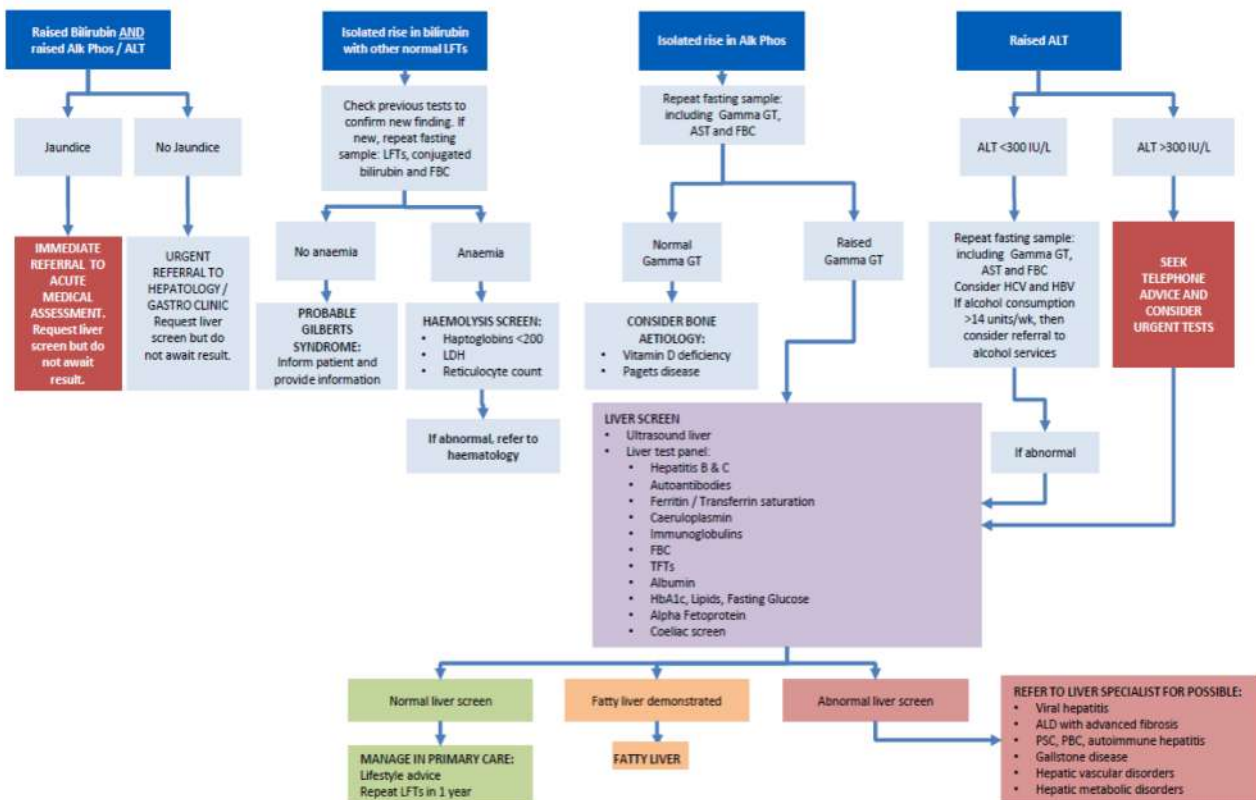 Raised Bilirubin AND
raised Alk Phos / ALT
Jaundice
No Jaundice
IMMEDIATE
REFERRAL TO
ACUTE
MEDICAL
ASSESSMENT.
Request liver
screen but do
not await
result.
URGENT
REFERRAL TO
HEPATOLOGY /
GASTRO CLINIC
Request liver
screen but do
not await result.
Isolated rise in bilirubin
with other normal LFTs
Check previous tests to
confirm new finding. If
new, repeat fasting
sample: LFTs, conjugated
bilirubin and FBC
No anaemia
Anaemia
PROBABLE
GILBERTS
SYNDROME:
Inform patient and
provide information
HAEMOLYSIS SCREEN:
• Haptoglobins <200
• LDH
• Reticulocyte count
If abnormal, refer to
haematology
Isolated rise in Alk Phos
Repeat fasting sample:
including Gamma GT,
AST and FBC
Normal
Gamma GT
Raised
Gamma GT
CONSIDER BONE
AETIOLOGY:
• Vitamin D deficiency
• Pagets disease
Raised ALT
ALT <300 IU/L
ALT >300 IU/L
Repeat fasting sample:
including Gamma GT,
AST and FBC
Consider HCV and HBV
If alcohol consumption
>14 units/wk, then
consider referral to
alcohol services
SEEK
TELEPHONE
ADVICE AND
CONSIDER
URGENT TESTS
If abnormal
LIVER SCREEN
• Ultrasound liver
• Liver test panel:
• Hepatitis B & C
• Autoantibodies
• Ferritin / Transferrin saturation
• Caeruloplasmin
• Immunoglobulins
• FBC
• TFTs
• Albumin
• HbA1c, Lipids, Fasting Glucose
• Alpha Fetoprotein
• Coeliac screen
Normal liver screen
Fatty liver demonstrated
Abnormal liver screen
MANAGE IN PRIMARY CARE:
Lifestyle advice
Repeat LFTs in 1 year
FATTY LIVER
REFER TO LIVER SPECIALIST FOR POSSIBLE:
• Viral hepatitis
• ALD with advanced fibrosis
• PSC, PBC, autoimmune hepatitis
• Gallstone disease
• Hepatic vascular disorders
• Hepatic metabolic disorders